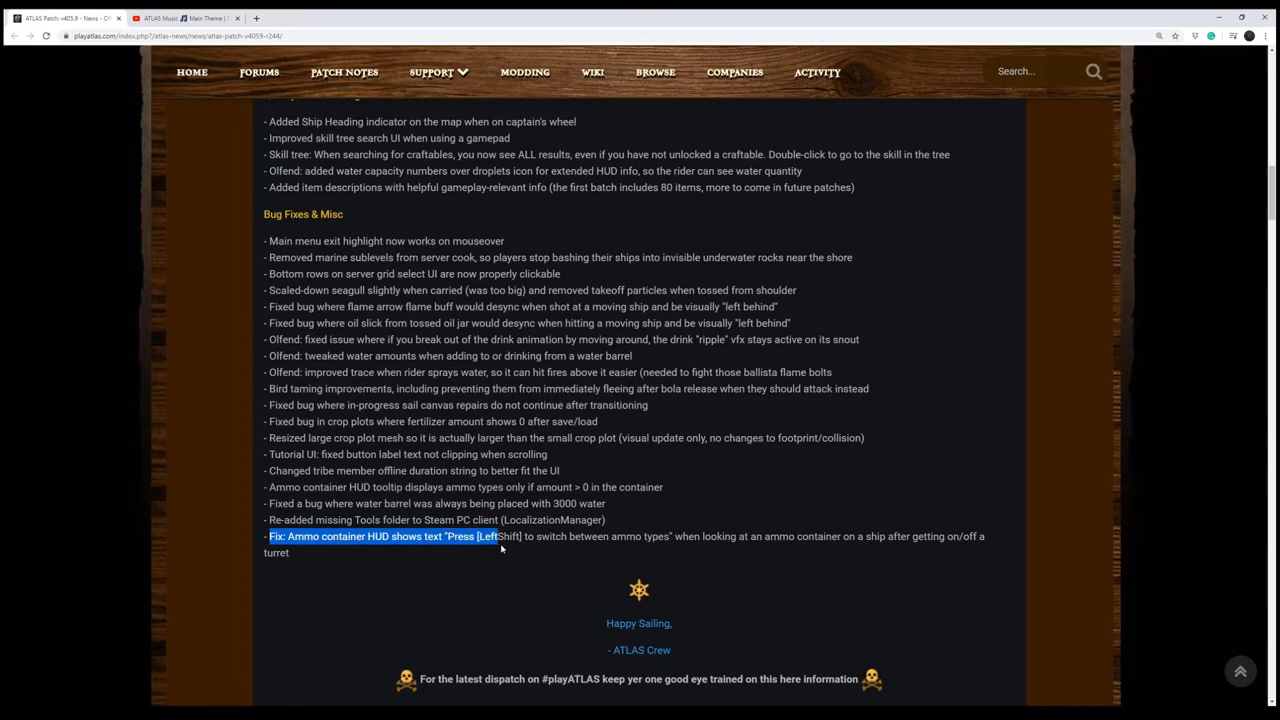 ATLAS Patch: v405.9 - News - Of
ATLAS Music 🎵 Main Theme | T
playatlas.com/index.php?/atlas-news/news/atlas-patch-v4059-r244/
HOME FORUMS PATCH NOTES SUPPORT MODDING WIKI BROWSE COMPANIES ACTIVITY Search...
- Added Ship Heading indicator on the map when on captain's wheel
- Improved skill tree search UI when using a gamepad
- Skill tree: When searching for craftables, you now see ALL results, even if you have not unlocked a craftable. Double-click to go to the skill in the tree
- Olfend: added water capacity numbers over droplets icon for extended HUD info, so the rider can see water quantity
- Added item descriptions with helpful gameplay-relevant info (the first batch includes 80 items, more to come in future patches)
Bug Fixes & Misc
- Main menu exit highlight now works on mouseover
- Removed marine sublevels from server cook, so players stop bashing their ships into invisible underwater rocks near the shore
- Bottom rows on server grid select UI are now properly clickable
- Scaled-down seagull slightly when carried (was too big) and removed takeoff particles when tossed from shoulder
- Fixed bug where flame arrow flame buff would desync when shot at a moving ship and be visually "left behind"
- Fixed bug where oil slick from tossed oil jar would desync when hitting a moving ship and be visually "left behind"
- Olfend: fixed issue where if you break out of the drink animation by moving around, the drink "ripple" vfx stays active on its snout
- Olfend: tweaked water amounts when adding to or drinking from a water barrel
- Olfend: improved trace when rider sprays water, so it can hit fires above it easier (needed to fight those ballista flame bolts
- Bird taming improvements, including preventing them from immediately fleeing after bola release when they should attack instead
- Fixed bug where in-progress sail canvas repairs do not continue after transitioning
- Fixed bug in crop plots where fertilizer amount shows 0 after save/load
- Resized large crop plot mesh so it is actually larger than the small crop plot (visual update only, no changes to footprint/collision)
- Tutorial UI: fixed button label text not clipping when scrolling
- Changed tribe member offline duration string to better fit the UI
- Ammo container HUD tooltip displays ammo types only if amount > 0 in the container
- Fixed a bug where water barrel was always being placed with 3000 water
- Re-added missing Tools folder to Steam PC client (LocalizationManager)
- Fix: Ammo container HUD shows text "Press [LeftShift] to switch between ammo types" when looking at an ammo container on a ship after getting on/off a
turret
Happy Sailing,
- ATLAS Crew
For the latest dispatch on #playATLAS keep yer one good eye trained on this here information